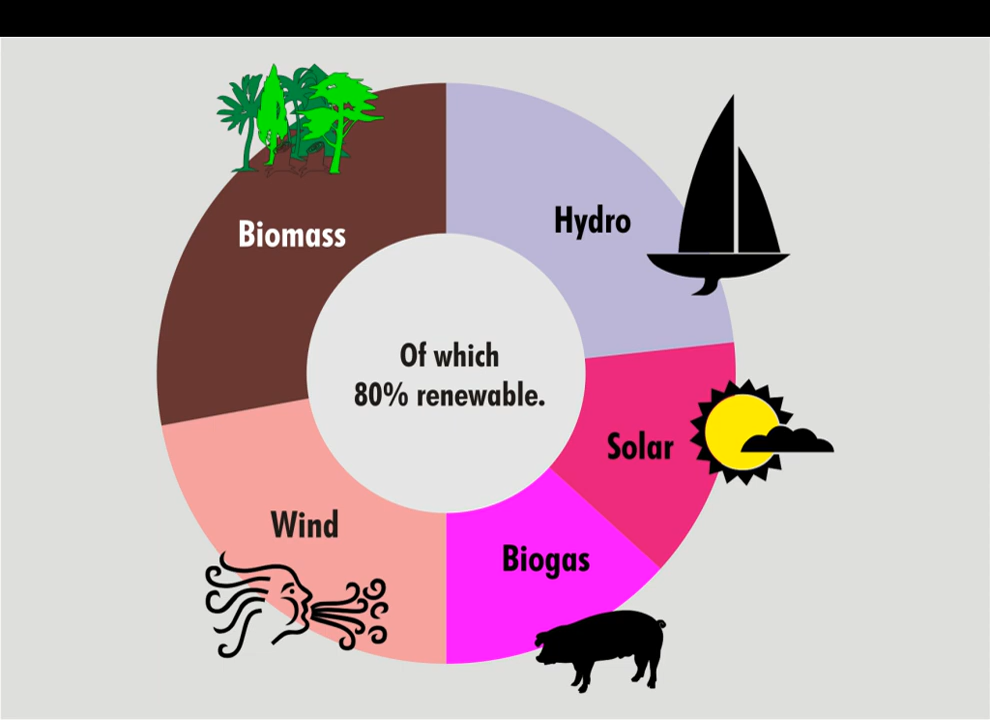 Biomass
Hydro
Of which
80% renewable.
Solar
Wind
Biogas